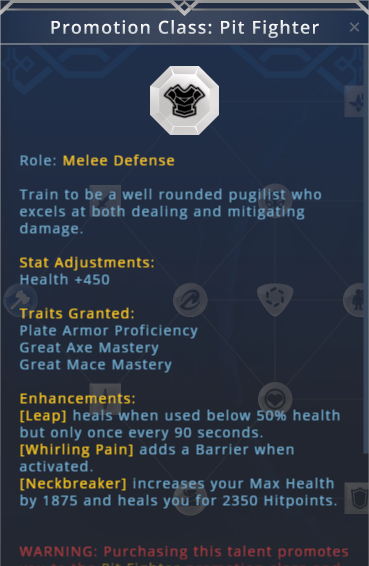 Promotion Class: Pit Fighter
Role: Melee Defense
Train to be a well rounded pugilist who
excels at both dealing and mitigating
damage.
Stat Adjustments:
Health +450
Traits Granted:
Plate Armor Proficiency
Great Axe Mastery
Great Mace Mastery
Enhancements:
[Leap] heals when used below 50% health
but only once every 90 seconds.
[Whirling Pain] adds a Barrier when
activated.
[Neckbreaker] increases your Max Health
by 1875 and heals you for 2350 Hitpoints.
WARNING: Purchasing this talent promotes